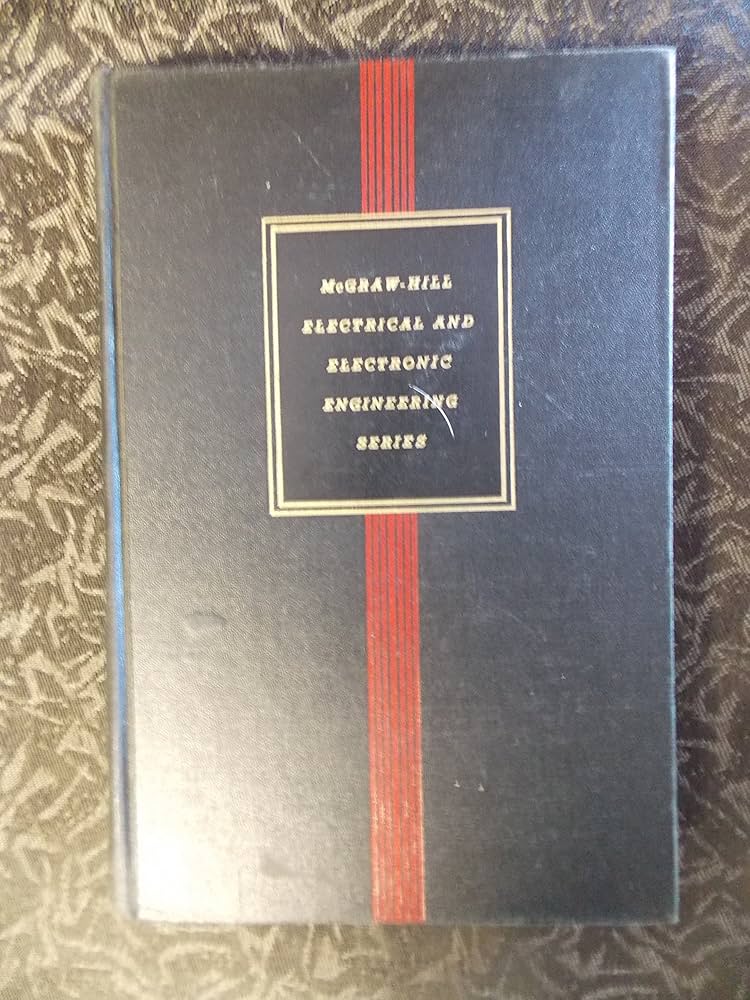 McGRAW-HILL
ELECTRICAL AND
ELECTRONIC
ENGINEERING
SERIES